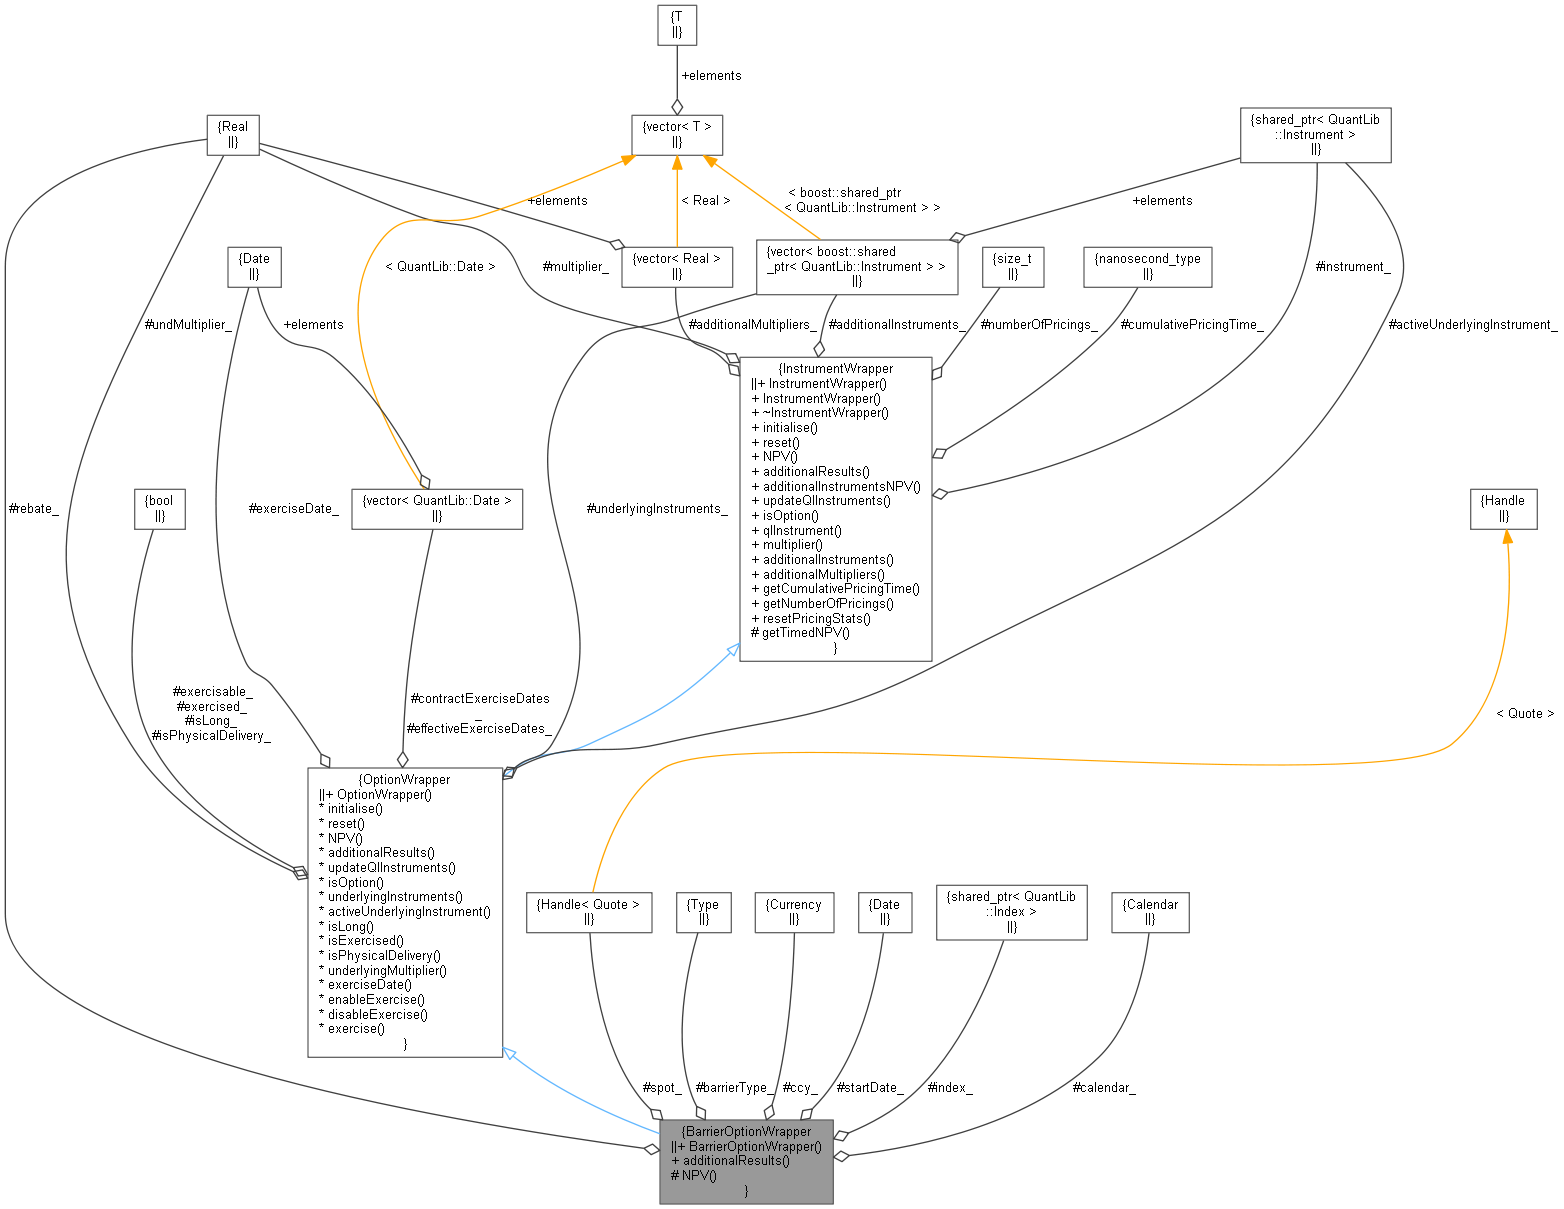 {T
||}
+elements
{Real
||}
{vector< T >
||}
{shared_ptr< QuantLib
::Instrument >
||}
+elements
< Real >
< boost::shared_ptr
< QuantLib::Instrument > >
+elements
{Date
||}
< QuantLib::Date >
#multiplier_
{vector< Real >
||}
{vector< boost::shared
_ptr< QuantLib::Instrument > >
||}
{size_t
||}
{nanosecond_type
||}
#instrument_
#undMultiplier_
+elements
#additionalMultipliers_
#additionalInstruments_
#numberOfPricings_
#cumulativePricingTime_
#activeUnderlyingInstrument_
{InstrumentWrapper
||+ InstrumentWrapper()
+ InstrumentWrapper()
+ ~InstrumentWrapper()
+ initialise()
+ reset()
+ NPV()
+ additionalResults()
+ additionalInstrumentsNPV()
+ updateQlInstruments()
+ isOption()
+ qlInstrument()
+ multiplier()
+ additionalInstruments()
+ additionalMultipliers()
+ getCumulativePricingTime()
+ getNumberOfPricings()
+ resetPricingStats()
# getTimedNPV()
}
#rebate_
{bool
||}
#exerciseDate_
{vector< QuantLib::Date >
||}
#underlyingInstruments_
{Handle
||}
#exercisable_
#exercised_
#isLong_
#isPhysicalDelivery_
#contractExerciseDates
_
#effectiveExerciseDates_
< Quote >
{OptionWrapper
||+ OptionWrapper()
* initialise()
* reset()
* NPV()
* additionalResults()
* updateQlInstruments()
* isOption()
* underlyingInstruments()
* activeUnderlyingInstrument()
* isLong()
* isExercised()
* isPhysicalDelivery()
* underlyingMultiplier()
* exerciseDate()
* enableExercise()
* disableExercise()
* exercise()
}
{Handle< Quote >
||}
{Type
||}
{Currency
||}
{Date
||}
{shared_ptr< QuantLib
::Index >
||}
{Calendar
||}
#spot_
#barrierType_
#ccy_
#startDate_
#index_
#calendar_
{BarrierOptionWrapper
||+ BarrierOptionWrapper()
+ additionalResults()
# NPV()
}